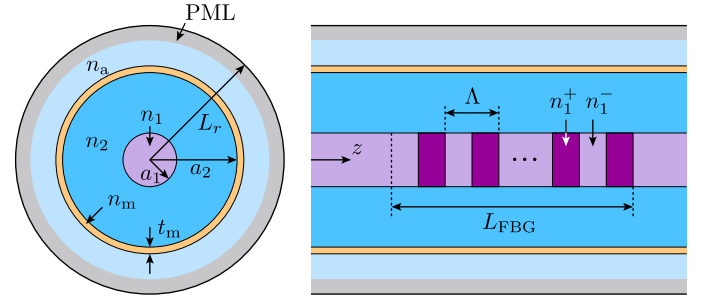 PML
n_a
n_1
L_r
n_2
a_1
a_2
n_m
t_m
Λ
n_1^+
n_1^-
z
L_FBG